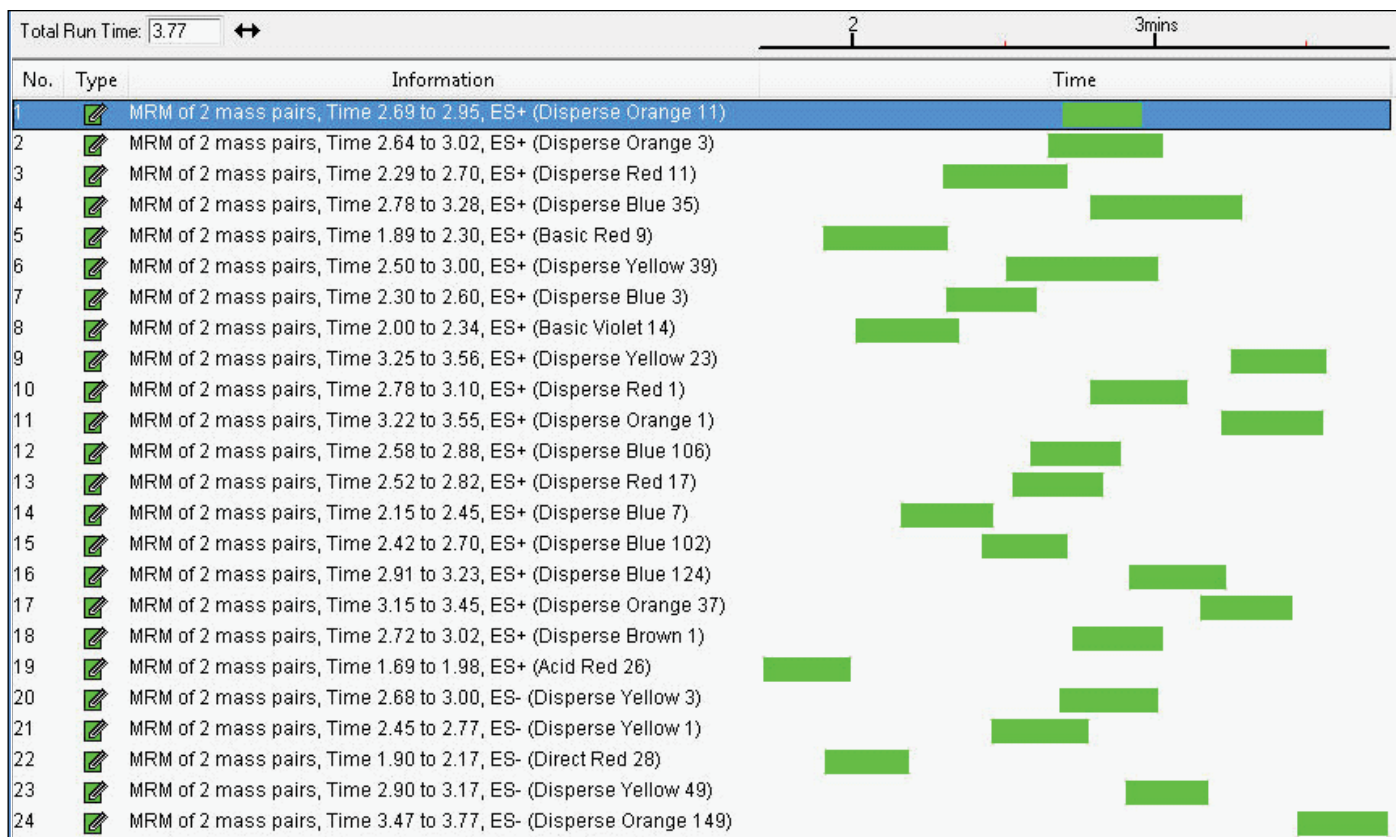 Total Run Time: 3.77 2 3mins
No. Type Information Time
1 MRM of 2 mass pairs, Time 2.69 to 2.95, ES+ (Disperse Orange 11)
2 MRM of 2 mass pairs, Time 2.64 to 3.02, ES+ (Disperse Orange 3)
3 MRM of 2 mass pairs, Time 2.29 to 2.70, ES+ (Disperse Red 11)
4 MRM of 2 mass pairs, Time 2.78 to 3.28, ES+ (Disperse Blue 35)
5 MRM of 2 mass pairs, Time 1.89 to 2.30, ES+ (Basic Red 9)
6 MRM of 2 mass pairs, Time 2.50 to 3.00, ES+ (Disperse Yellow 39)
7 MRM of 2 mass pairs, Time 2.30 to 2.60, ES+ (Disperse Blue 3)
8 MRM of 2 mass pairs, Time 2.00 to 2.34, ES+ (Basic Violet 14)
9 MRM of 2 mass pairs, Time 3.25 to 3.56, ES+ (Disperse Yellow 23)
10 MRM of 2 mass pairs, Time 2.78 to 3.10, ES+ (Disperse Red 1)
11 MRM of 2 mass pairs, Time 3.22 to 3.55, ES+ (Disperse Orange 1)
12 MRM of 2 mass pairs, Time 2.58 to 2.88, ES+ (Disperse Blue 106)
13 MRM of 2 mass pairs, Time 2.52 to 2.82, ES+ (Disperse Red 17)
14 MRM of 2 mass pairs, Time 2.15 to 2.45, ES+ (Disperse Blue 7)
15 MRM of 2 mass pairs, Time 2.42 to 2.70, ES+ (Disperse Blue 102)
16 MRM of 2 mass pairs, Time 2.91 to 3.23, ES+ (Disperse Blue 124)
17 MRM of 2 mass pairs, Time 3.15 to 3.45, ES+ (Disperse Orange 37)
18 MRM of 2 mass pairs, Time 2.72 to 3.02, ES+ (Disperse Brown 1)
19 MRM of 2 mass pairs, Time 1.69 to 1.98, ES+ (Acid Red 26)
20 MRM of 2 mass pairs, Time 2.68 to 3.00, ES- (Disperse Yellow 3)
21 MRM of 2 mass pairs, Time 2.45 to 2.77, ES- (Disperse Yellow 1)
22 MRM of 2 mass pairs, Time 1.90 to 2.17, ES- (Direct Red 28)
23 MRM of 2 mass pairs, Time 2.90 to 3.17, ES- (Disperse Yellow 49)
24 MRM of 2 mass pairs, Time 3.47 to 3.77, ES- (Disperse Orange 149)